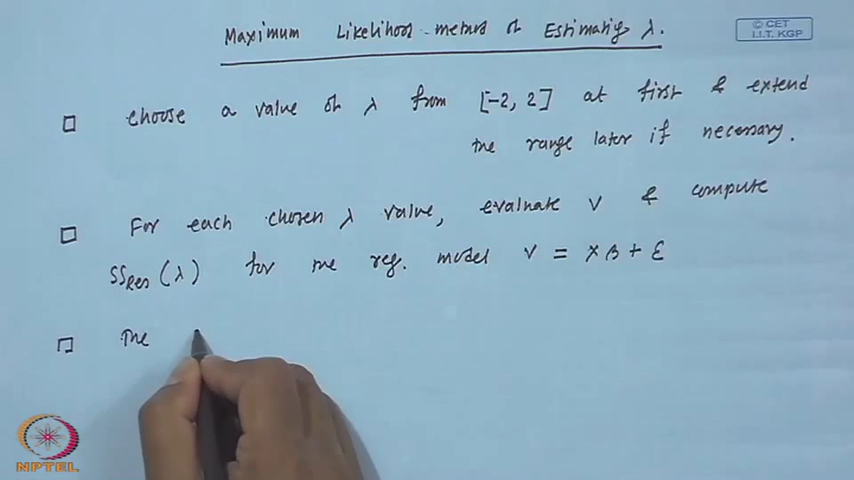 Maximum Likelihood method of Estimating λ.
© CET
I.I.T. KGP
choose a value of λ from [-2, 2] at first & extend
the range later if necessary.
For each chosen λ value, evaluate V & compute
SSRes(λ) for the reg. model V = Xβ + ε
The
NPTEL